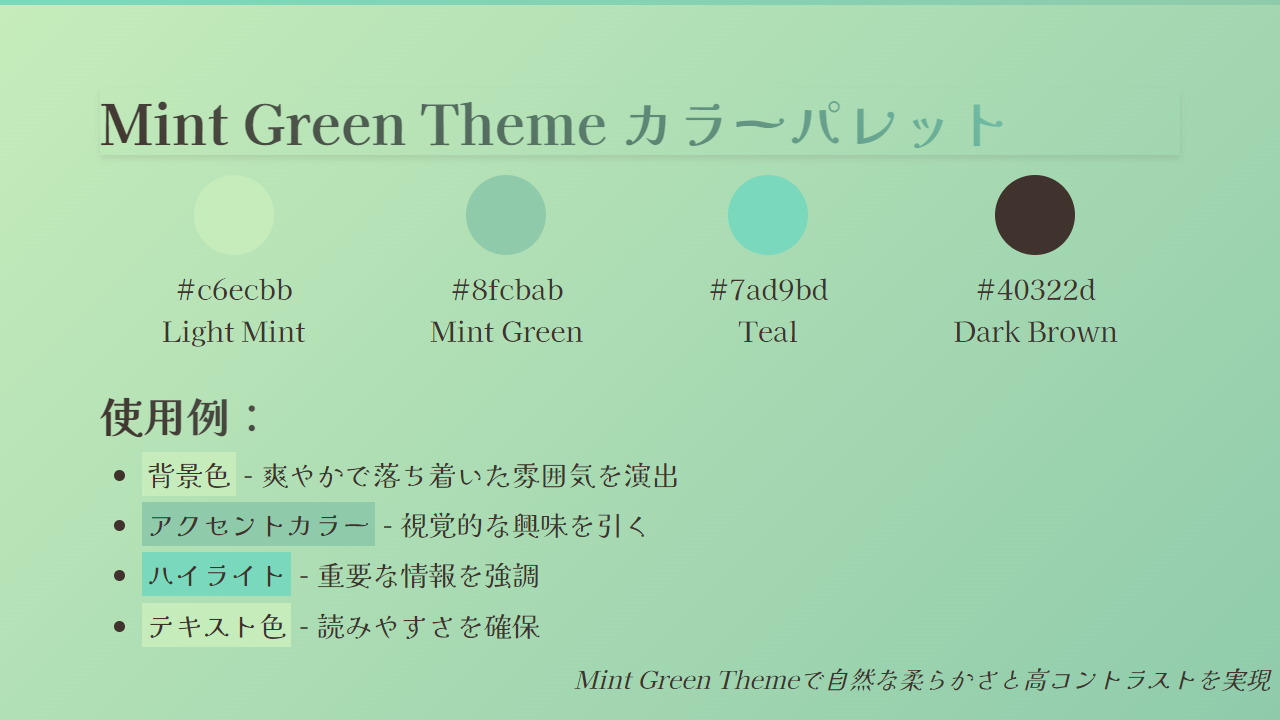 Mint Green Theme カラーパレット
#c6ecbb
Light Mint
#8fcbab
Mint Green
#7ad9bd
Teal
#40322d
Dark Brown
使用例：
背景色 - 爽やかで落ち着いた雰囲気を演出
アクセントカラー - 視覚的な興味を引く
ハイライト - 重要な情報を強調
テキスト色 - 読みやすさを確保
Mint Green Themeで自然な柔らかさと高コントラストを実現